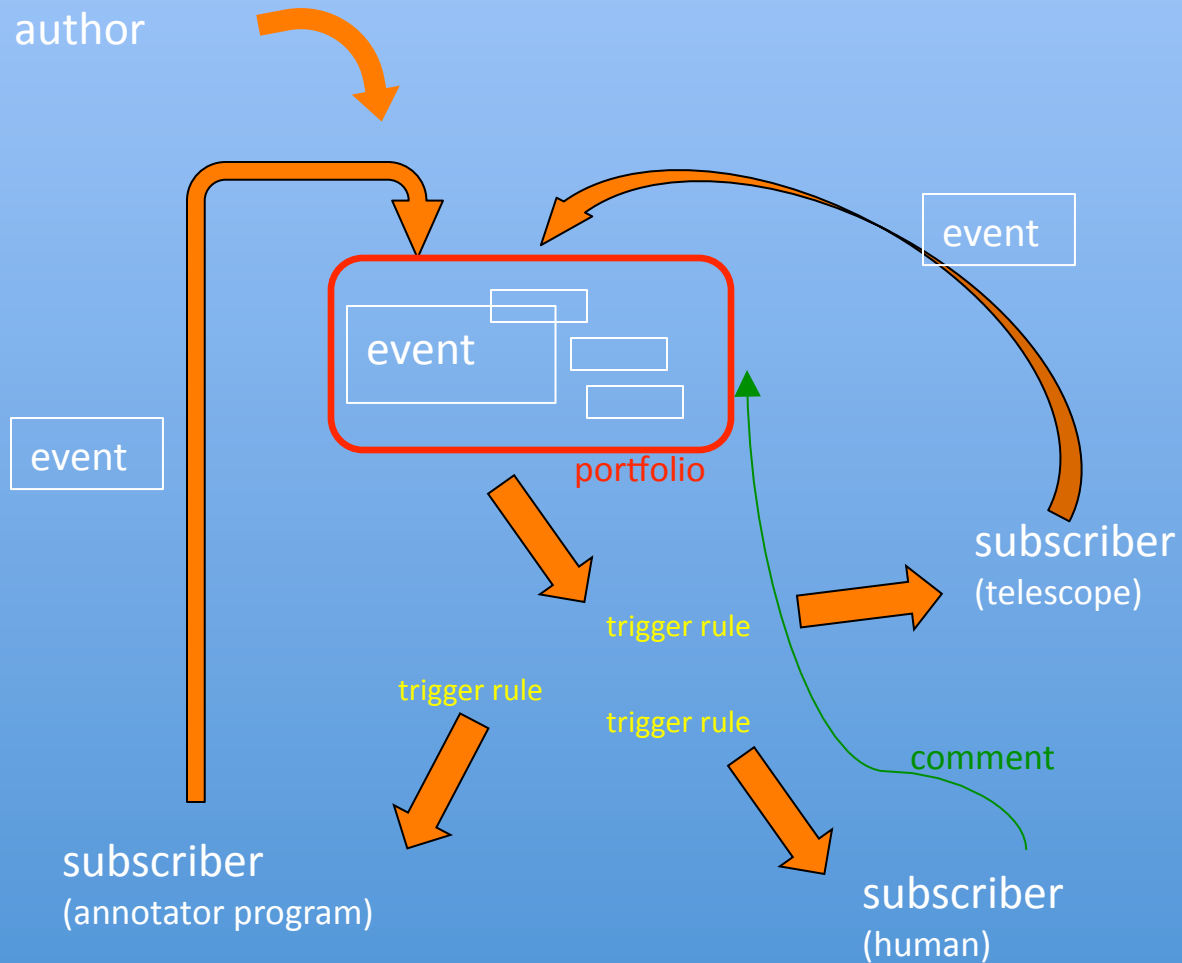 author
event
event
event
portfolio
subscriber
(telescope)
trigger rule
trigger rule
trigger rule
comment
subscriber
(annotator program)
subscriber
(human)